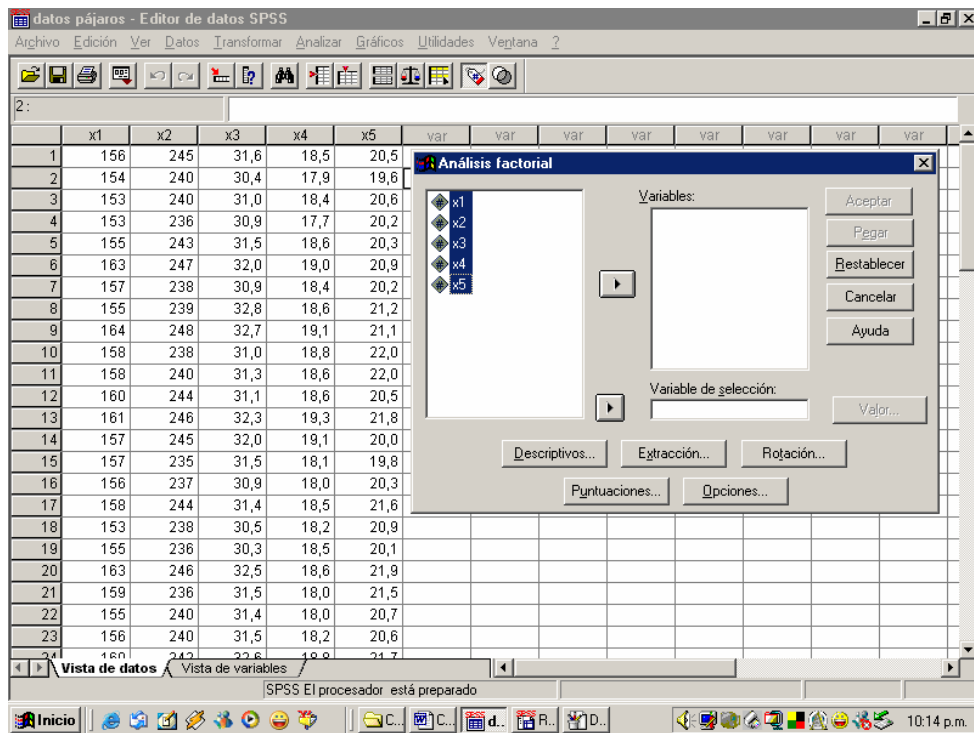 datos pájaros - Editor de datos SPSS
Archivo Edición Ver Datos Transformar Analizar Gráficos Utilidades Ventana ?
2 :
x1 x2 x3 x4 x5 var var var var var var var var
1 156 245 31,6 18,5 20,5
2 154 240 30,4 17,9 19,6
3 153 240 31,0 18,4 20,6
4 153 236 30,9 17,7 20,2
5 155 243 31,5 18,6 20,3
6 163 247 32,0 19,0 20,9
7 157 238 30,9 18,4 20,2
8 155 239 32,8 18,6 21,2
9 164 248 32,7 19,1 21,1
10 158 238 31,0 18,8 22,0
11 158 240 31,3 18,6 22,0
12 160 244 31,1 18,6 20,5
13 161 246 32,3 19,3 21,8
14 157 245 32,0 19,1 20,0
15 157 235 31,5 18,1 19,8
16 156 237 30,9 18,0 20,3
17 158 244 31,4 18,5 21,6
18 153 238 30,5 18,2 20,9
19 155 236 30,3 18,5 20,1
20 163 246 32,5 18,6 21,9
21 159 236 31,5 18,0 21,5
22 155 240 31,4 18,0 20,7
23 156 240 31,5 18,2 20,6
Análisis factorial
x1
x2
x3
x4
x5
Variables:
Aceptar
Pegar
Restablecer
Cancelar
Ayuda
Variable de selección:
Valor...
Descriptivos... Extracción... Rotación...
Puntuaciones... Opciones...
Vista de datos Vista de variables
SPSS El procesador está preparado
Inicio C... C... d... R... D... 10:14 p.m.